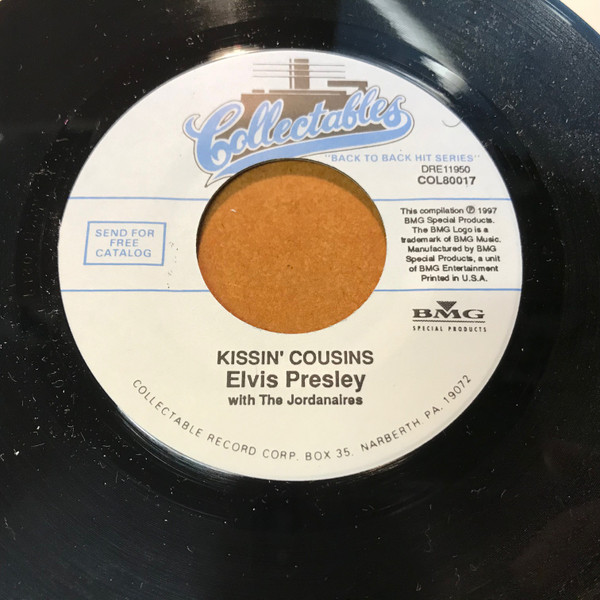 Collectables
"BACK TO BACK HIT SERIES"
DRE11950
COL80017
SEND FOR
FREE
CATALOG
This compilation ℗ 1997
BMG Special Products.
The BMG Logo is a
trademark of BMG Music.
Manufactured by BMG
Special Products, a unit
of BMG Entertainment
Printed in U.S.A.
BMG
SPECIAL PRODUCTS
KISSIN' COUSINS
Elvis Presley
with The Jordanaires
COLLECTABLE RECORD CORP. BOX 35, NARBERTH, PA. 19072